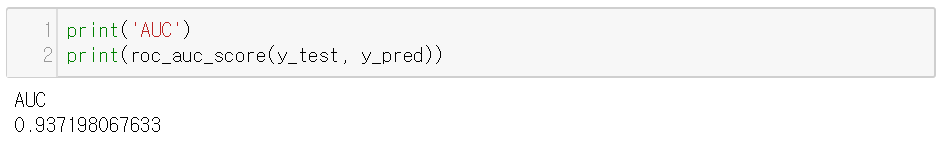 1 print('AUC')
2 print(roc_auc_score(y_test, y_pred))
AUC
0.937198067633